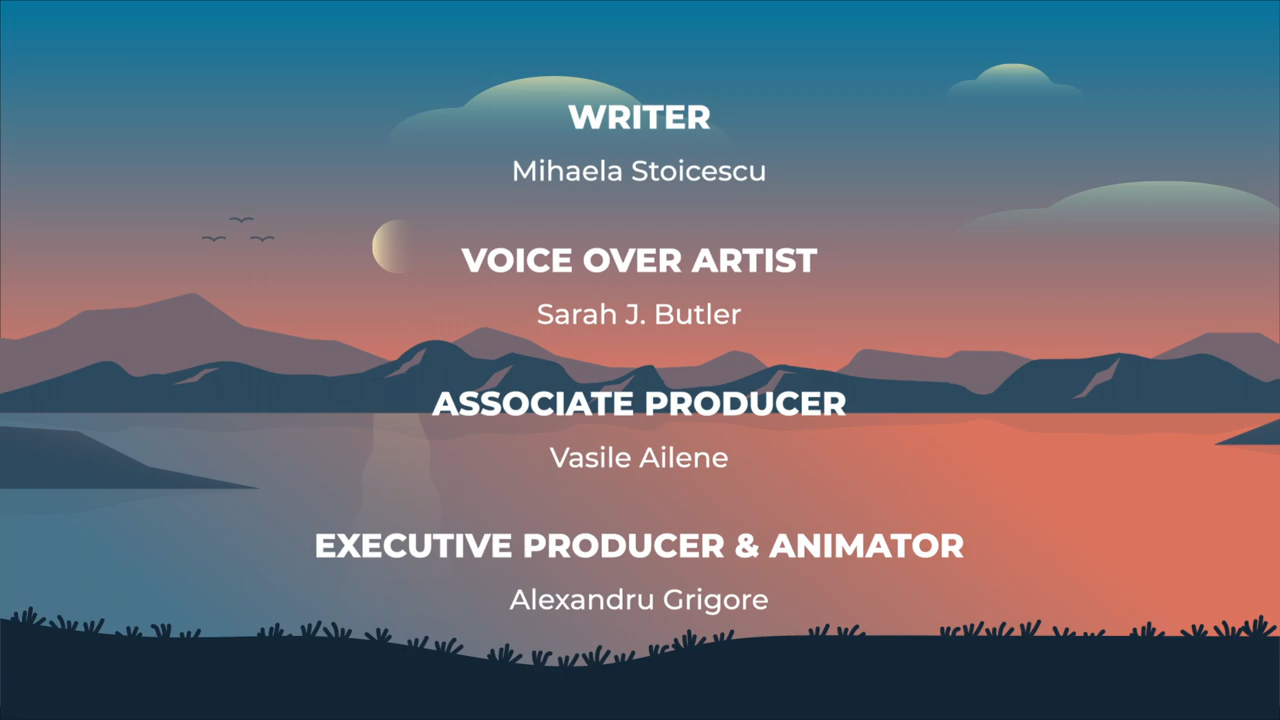 WRITER
Mihaela Stoicescu
VOICE OVER ARTIST
Sarah J. Butler
ASSOCIATE PRODUCER
Vasile Ailene
EXECUTIVE PRODUCER & ANIMATOR
Alexandru Grigore